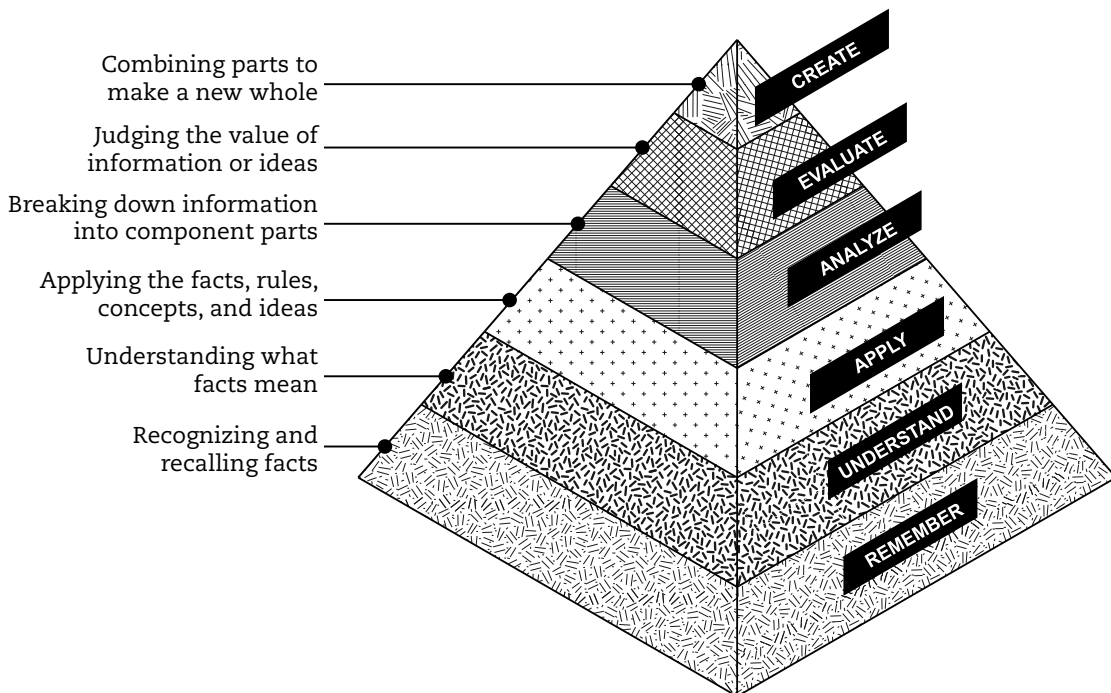 Combining parts to
make a new whole
CREATE
Judging the value of
information or ideas
EVALUATE
Breaking down information
into component parts
ANALYZE
Applying the facts, rules,
concepts, and ideas
APPLY
Understanding what
facts mean
UNDERSTAND
Recognizing and
recalling facts
REMEMBER